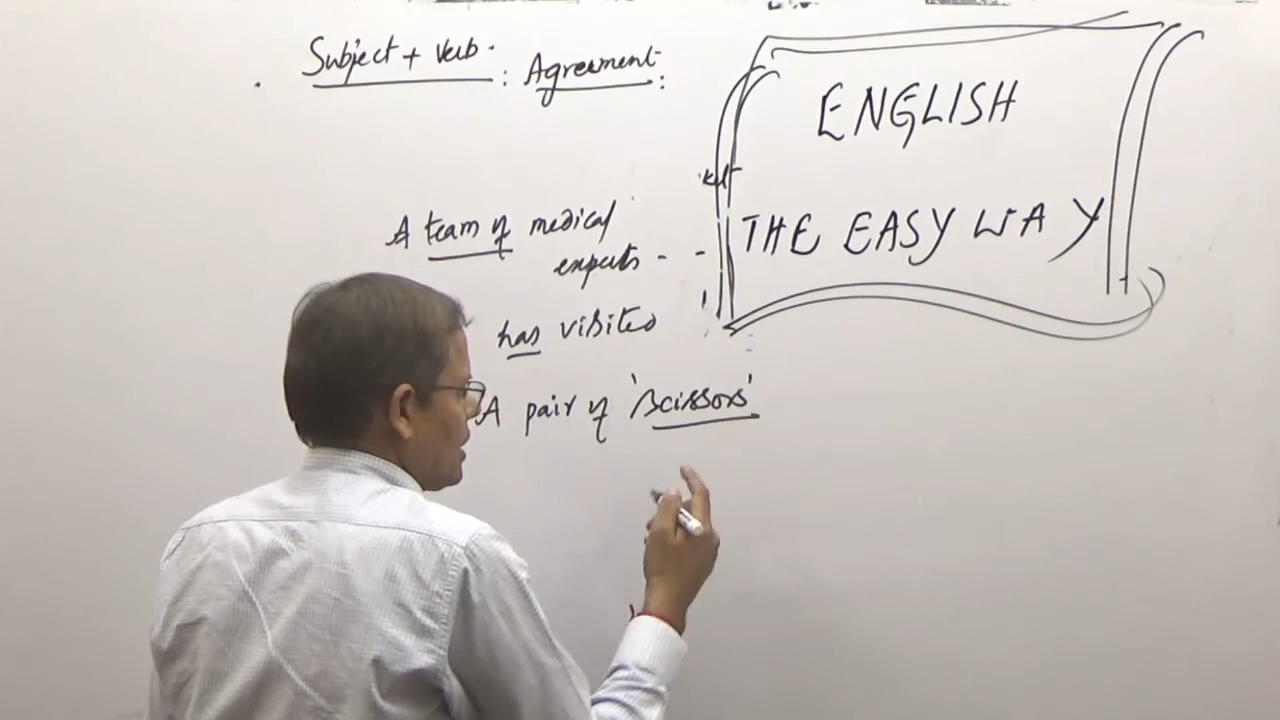 Subject + Verb : Agreement :
ENGLISH
THE EASY WAY
A team of medical
experts - -
has visited
A pair of 'Scissors'